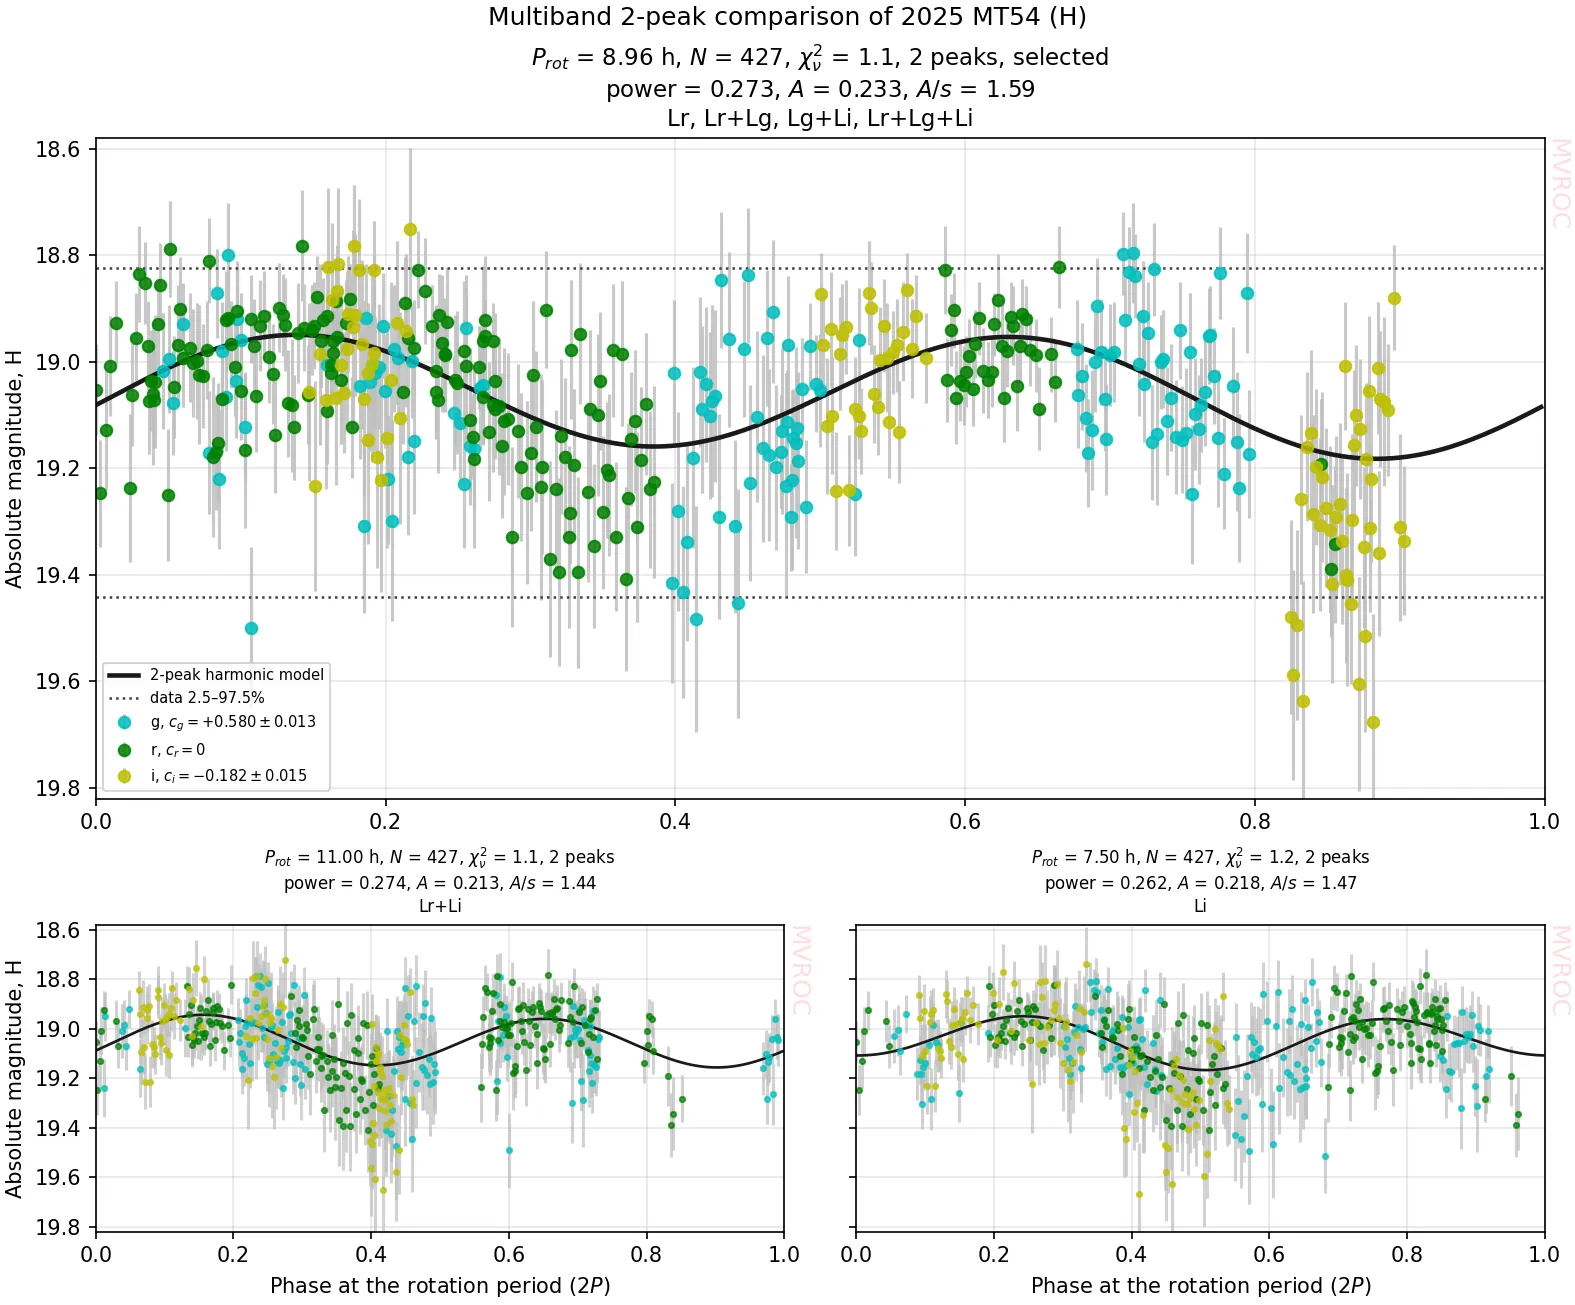 Multiband 2-peak comparison of 2025 MT54 (H)
P_rot = 8.96 h, N = 427, χ²_ν = 1.1, 2 peaks, selected
power = 0.273, A = 0.233, A/s = 1.59
Lr, Lr+Lg, Lg+Li, Lr+Lg+Li
MVROC
Absolute magnitude, H
18.6
18.8
19.0
19.2
19.4
19.6
19.8
2-peak harmonic model
data 2.5–97.5%
g, c_g = +0.580 ± 0.013
r, c_r = 0
i, c_i = −0.182 ± 0.015
0.0 0.2 0.4 0.6 0.8 1.0
P_rot = 11.00 h, N = 427, χ²_ν = 1.1, 2 peaks
power = 0.274, A = 0.213, A/s = 1.44
Lr+Li
MVROC
Absolute magnitude, H
18.6
18.8
19.0
19.2
19.4
19.6
19.8
0.0 0.2 0.4 0.6 0.8 1.0
Phase at the rotation period (2P)
P_rot = 7.50 h, N = 427, χ²_ν = 1.2, 2 peaks
power = 0.262, A = 0.218, A/s = 1.47
Li
MVROC
0.0 0.2 0.4 0.6 0.8 1.0
Phase at the rotation period (2P)